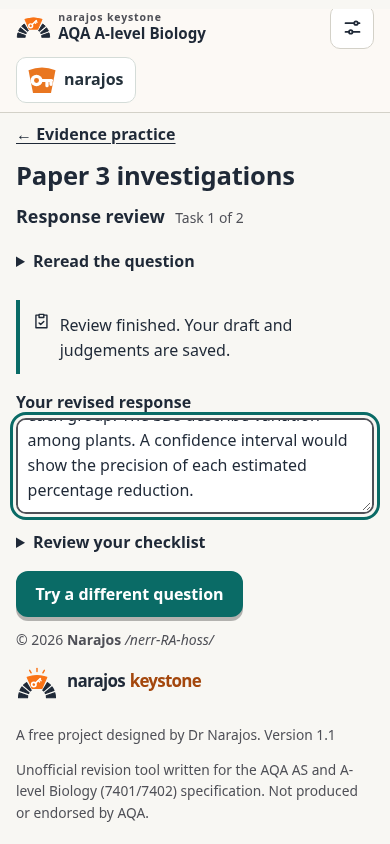 narajos keystone
AQA A-level Biology
narajos
← Evidence practice
Paper 3 investigations
Response review Task 1 of 2
Reread the question
Review finished. Your draft and
judgements are saved.
Your revised response
among plants. A confidence interval would
show the precision of each estimated
percentage reduction.
Review your checklist
Try a different question
© 2026 Narajos /nerr-RA-hoss/
narajos keystone
A free project designed by Dr Narajos. Version 1.1
Unofficial revision tool written for the AQA AS and A-
level Biology (7401/7402) specification. Not produced
or endorsed by AQA.